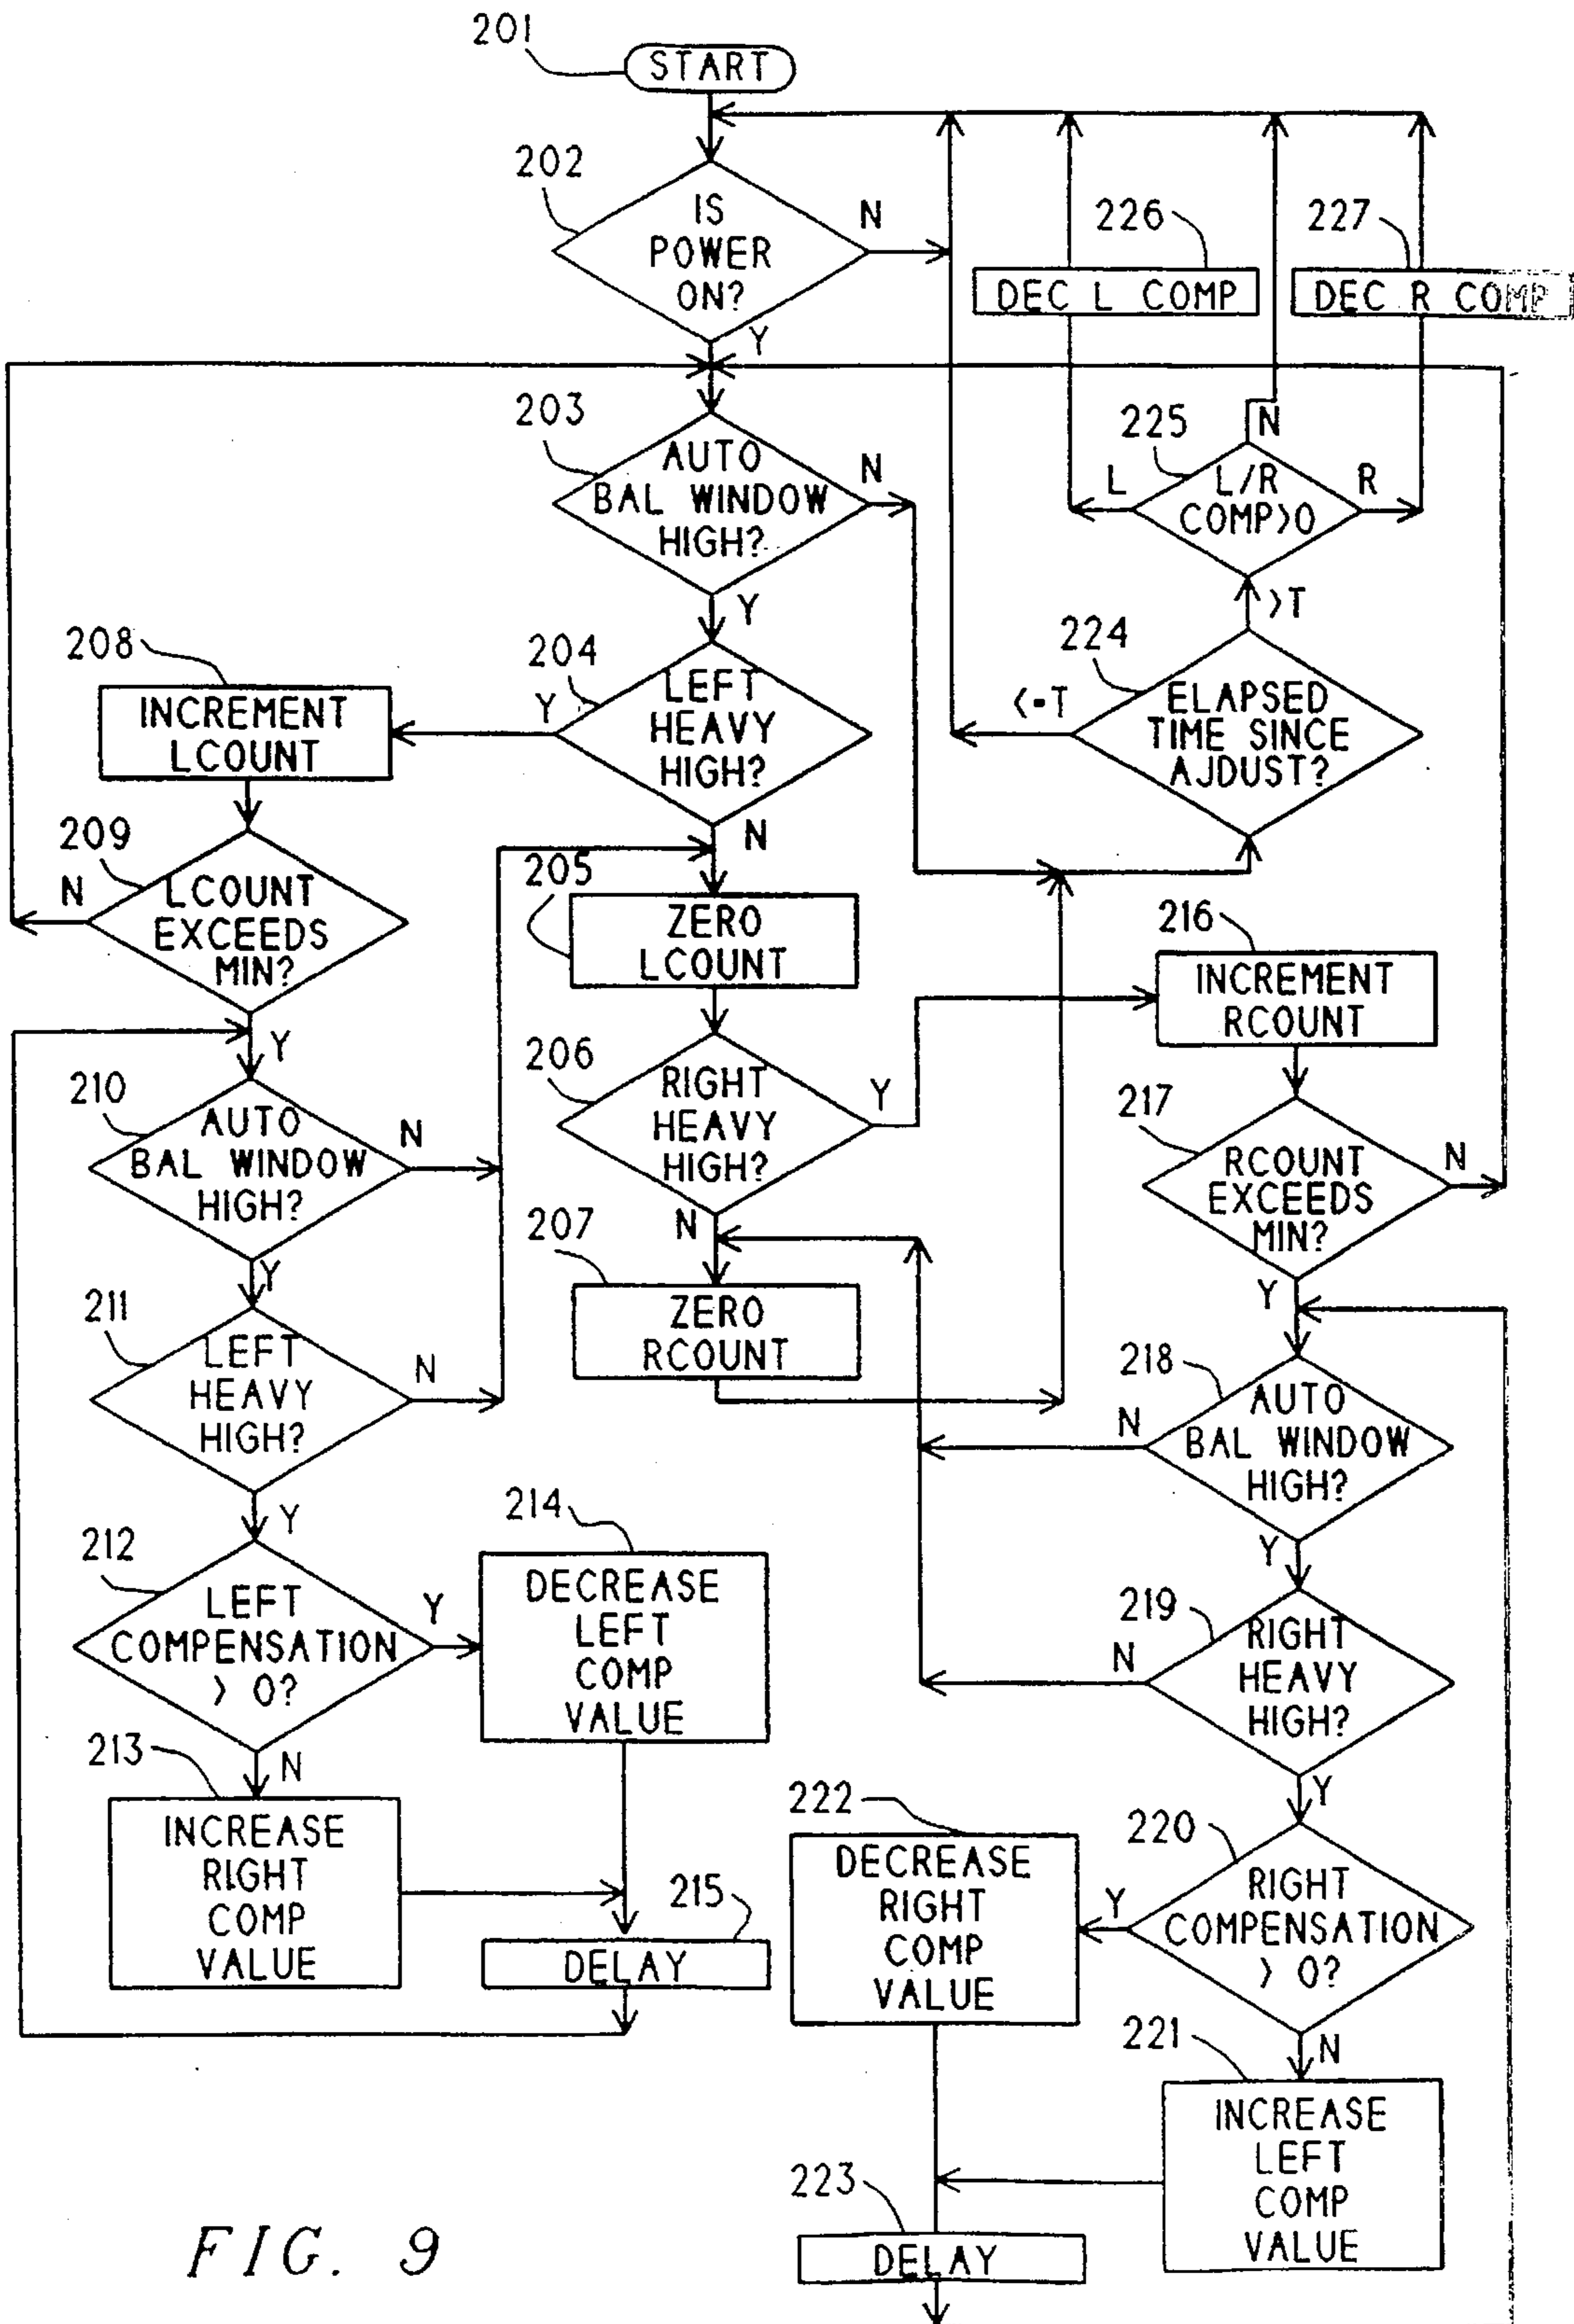 201
START
202
IS
POWER
ON?
N
Y
226
227
DEC L COMP
DEC R COMP
203
AUTO
BAL WINDOW
HIGH?
N
Y
225
L/R
COMP>0
N
L
R
>T
224
ELAPSED
TIME SINCE
AJDUST?
<=T
204
LEFT
HEAVY
HIGH?
Y
N
208
INCREMENT
LCOUNT
209
LCOUNT
EXCEEDS
MIN?
N
Y
205
ZERO
LCOUNT
206
RIGHT
HEAVY
HIGH?
Y
N
207
ZERO
RCOUNT
216
INCREMENT
RCOUNT
217
RCOUNT
EXCEEDS
MIN?
N
Y
210
AUTO
BAL WINDOW
HIGH?
N
Y
211
LEFT
HEAVY
HIGH?
N
Y
212
LEFT
COMPENSATION
> 0?
Y
N
214
DECREASE
LEFT
COMP
VALUE
213
INCREASE
RIGHT
COMP
VALUE
215
DELAY
218
AUTO
BAL WINDOW
HIGH?
N
Y
219
RIGHT
HEAVY
HIGH?
N
Y
220
RIGHT
COMPENSATION
> 0?
Y
N
222
DECREASE
RIGHT
COMP
VALUE
221
INCREASE
LEFT
COMP
VALUE
223
DELAY
FIG. 9